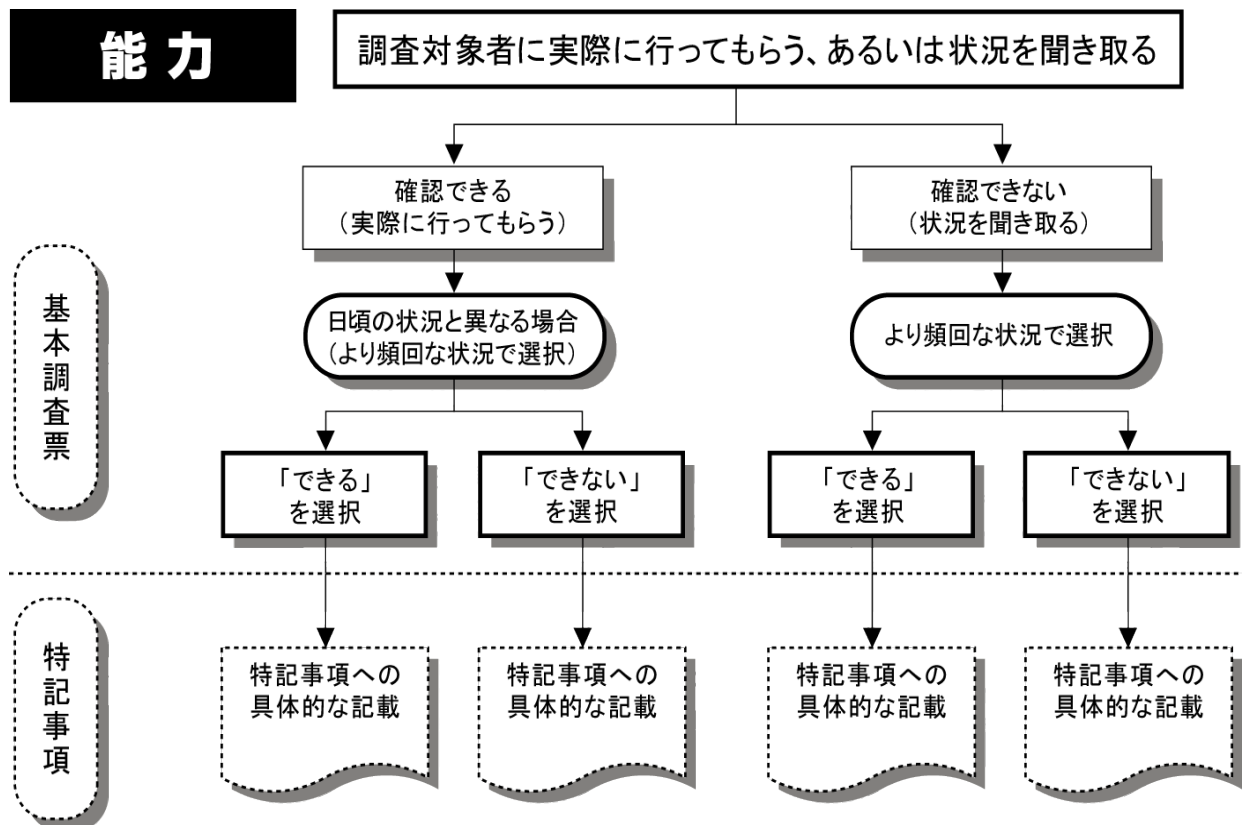 能力
調査対象者に実際に行ってもらう、あるいは状況を聞き取る
確認できる
（実際に行ってもらう）
確認できない
（状況を聞き取る）
基本調査票
日頃の状況と異なる場合
（より頻回な状況で選択）
より頻回な状況で選択
「できる」
を選択
「できない」
を選択
「できる」
を選択
「できない」
を選択
特記事項
特記事項への
具体的な記載
特記事項への
具体的な記載
特記事項への
具体的な記載
特記事項への
具体的な記載